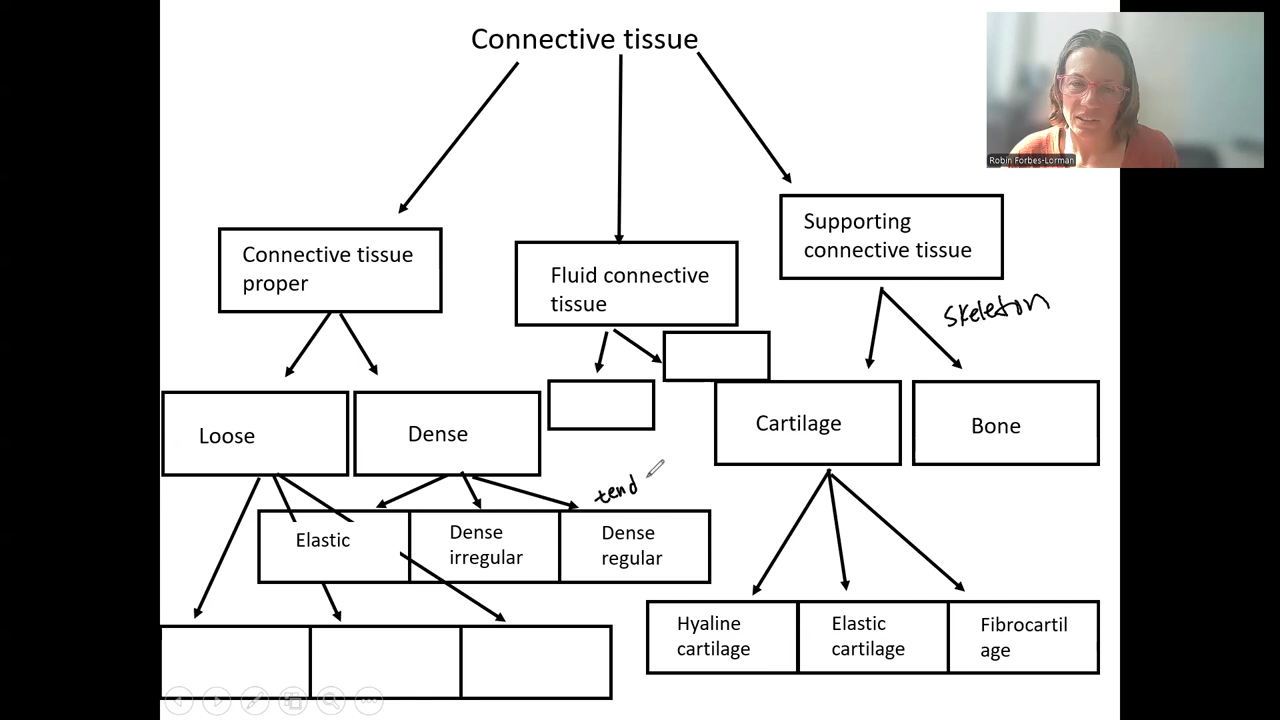 Connective tissue
Robin Forbes-Lorman
Supporting
connective tissue
Connective tissue
proper
Fluid connective
tissue
skeleton
Loose
Dense
Cartilage
Bone
tend
Elastic
Dense
irregular
Dense
regular
Hyaline
cartilage
Elastic
cartilage
Fibrocartil
age